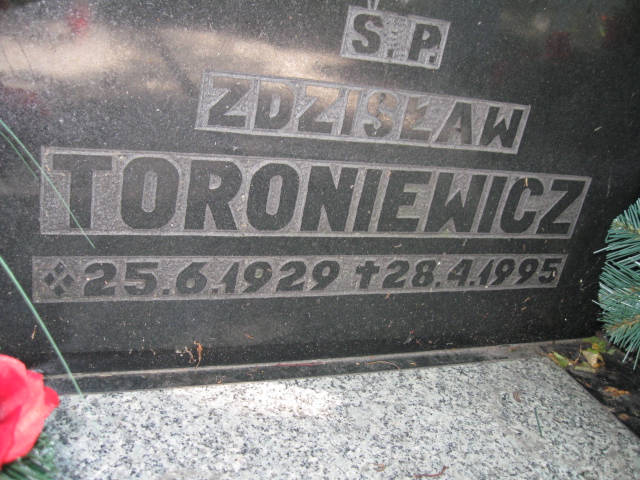 Ś.P.
ZDZISŁAW
TORONIEWICZ
25.6.1929 †28.4.1995